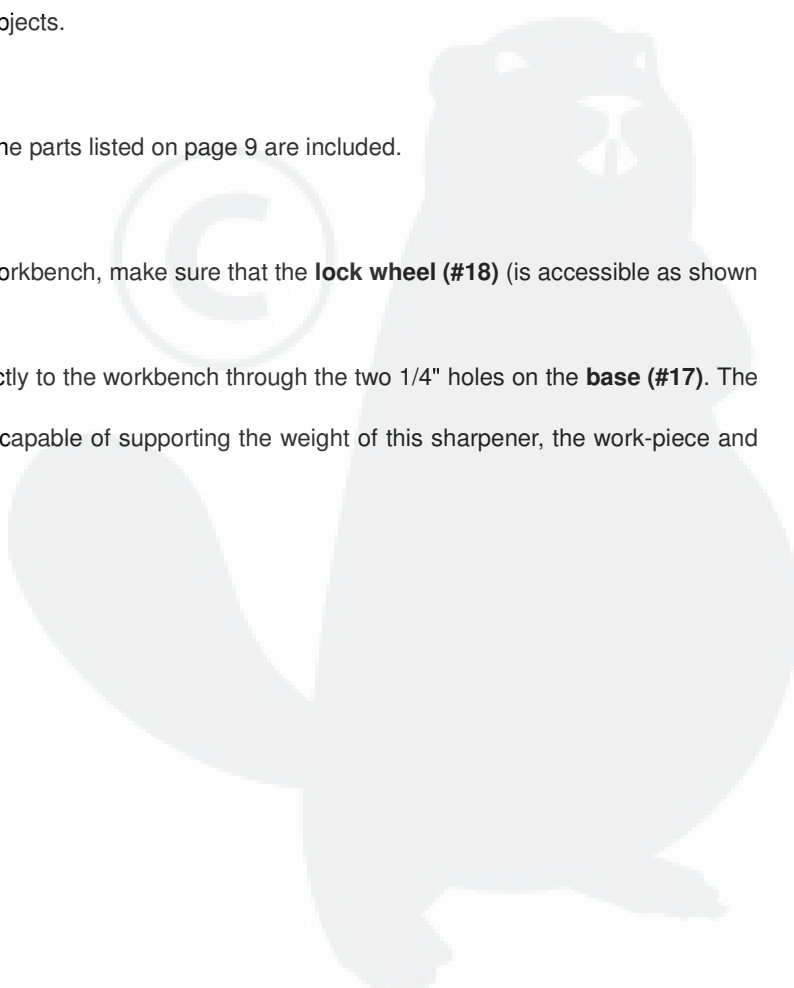 bjects.
he parts listed on page 9 are included.
orkbench, make sure that the lock wheel (#18) (is accessible as shown
ctly to the workbench through the two 1/4" holes on the base (#17). The
capable of supporting the weight of this sharpener, the work-piece and
©